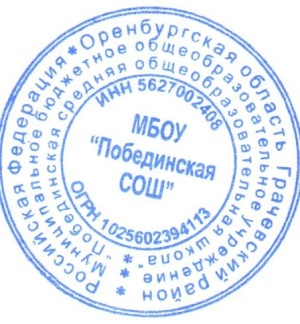 Российская Федерация * Оренбургская область Грачевский район *
Муниципальное бюджетное общеобразовательное учреждение *
"Побединская средняя общеобразовательная школа" *
ИНН 5627002408
МБОУ
"Побединская
СОШ"
ОГРН 1025602394113